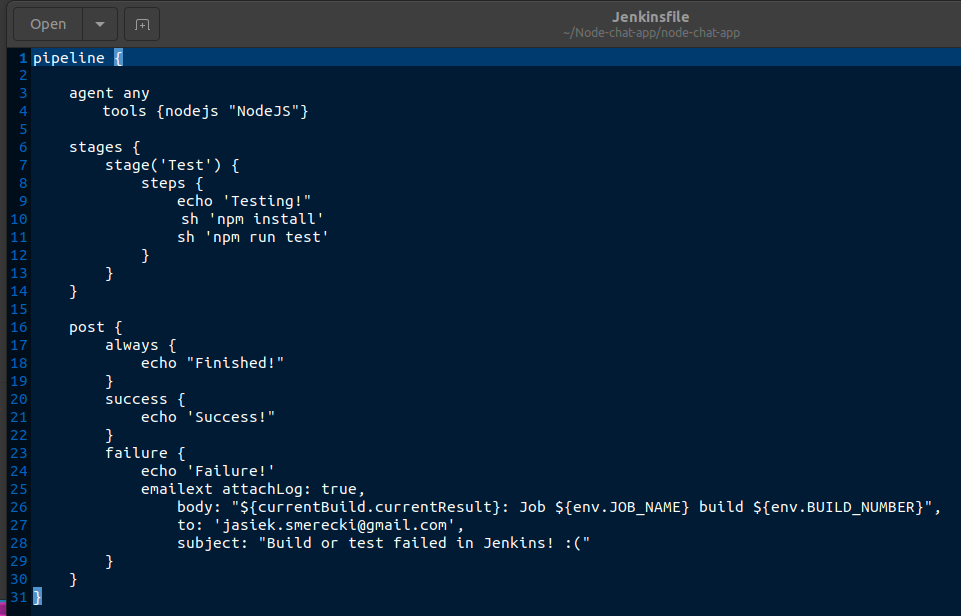 Open
Jenkinsfile
~/Node-chat-app/node-chat-app
1 pipeline {
2
3     agent any
4         tools {nodejs "NodeJS"}
5
6     stages {
7         stage('Test') {
8             steps {
9                 echo 'Testing!"
10                 sh 'npm install'
11                 sh 'npm run test'
12             }
13         }
14     }
15
16     post {
17         always {
18             echo "Finished!"
19         }
20         success {
21             echo 'Success!"
22         }
23         failure {
24             echo 'Failure!'
25             emailext attachLog: true,
26                 body: "${currentBuild.currentResult}: Job ${env.JOB_NAME} build ${env.BUILD_NUMBER}",
27                 to: 'jasiek.smerecki@gmail.com',
28                 subject: "Build or test failed in Jenkins! :("
29         }
30     }
31 }